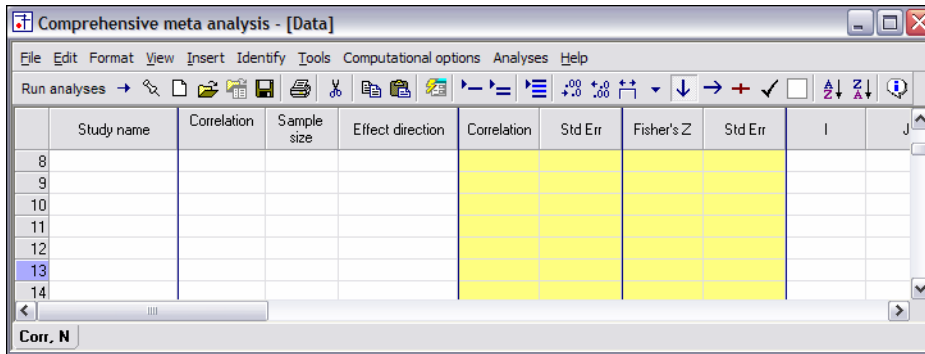 Comprehensive meta analysis - [Data]
File Edit Format View Insert Identify Tools Computational options Analyses Help
Run analyses
Study name Correlation Sample size Effect direction Correlation Std Err Fisher's Z Std Err I J
8
9
10
11
12
13
14
Corr, N